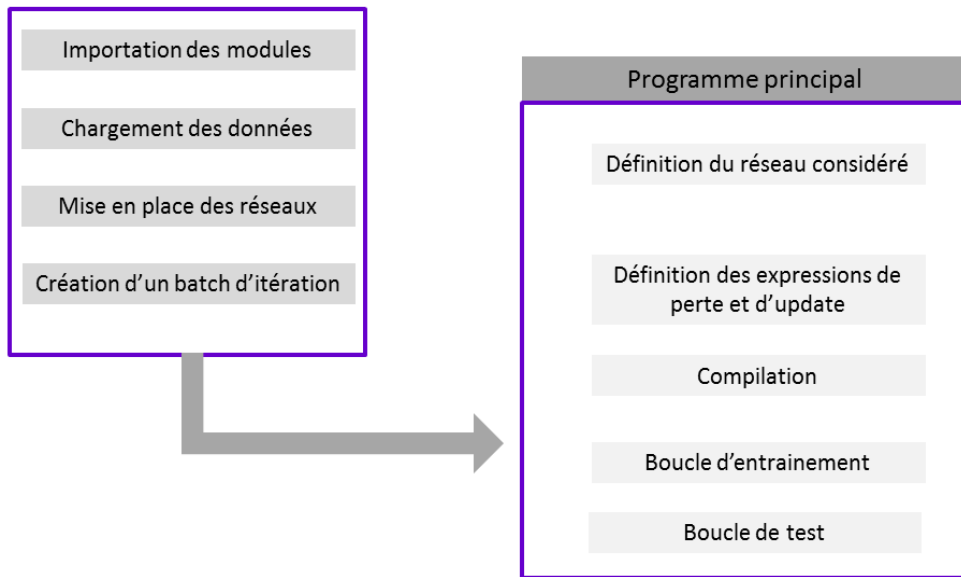 Importation des modules
Chargement des données
Mise en place des réseaux
Création d'un batch d'itération
Programme principal
Définition du réseau considéré
Définition des expressions de
perte et d'update
Compilation
Boucle d'entrainement
Boucle de test